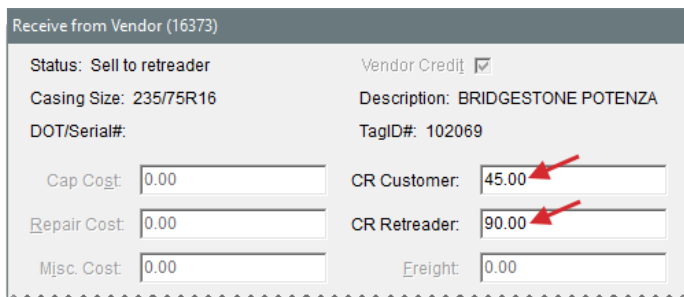 Receive from Vendor (16373)
Status: Sell to retreader Vendor Credit
Casing Size: 235/75R16 Description: BRIDGESTONE POTENZA
DOT/Serial#: TagID#: 102069
Cap Cost: 0.00 CR Customer: 45.00
Repair Cost: 0.00 CR Retreader: 90.00
Misc. Cost: 0.00 Freight: 0.00